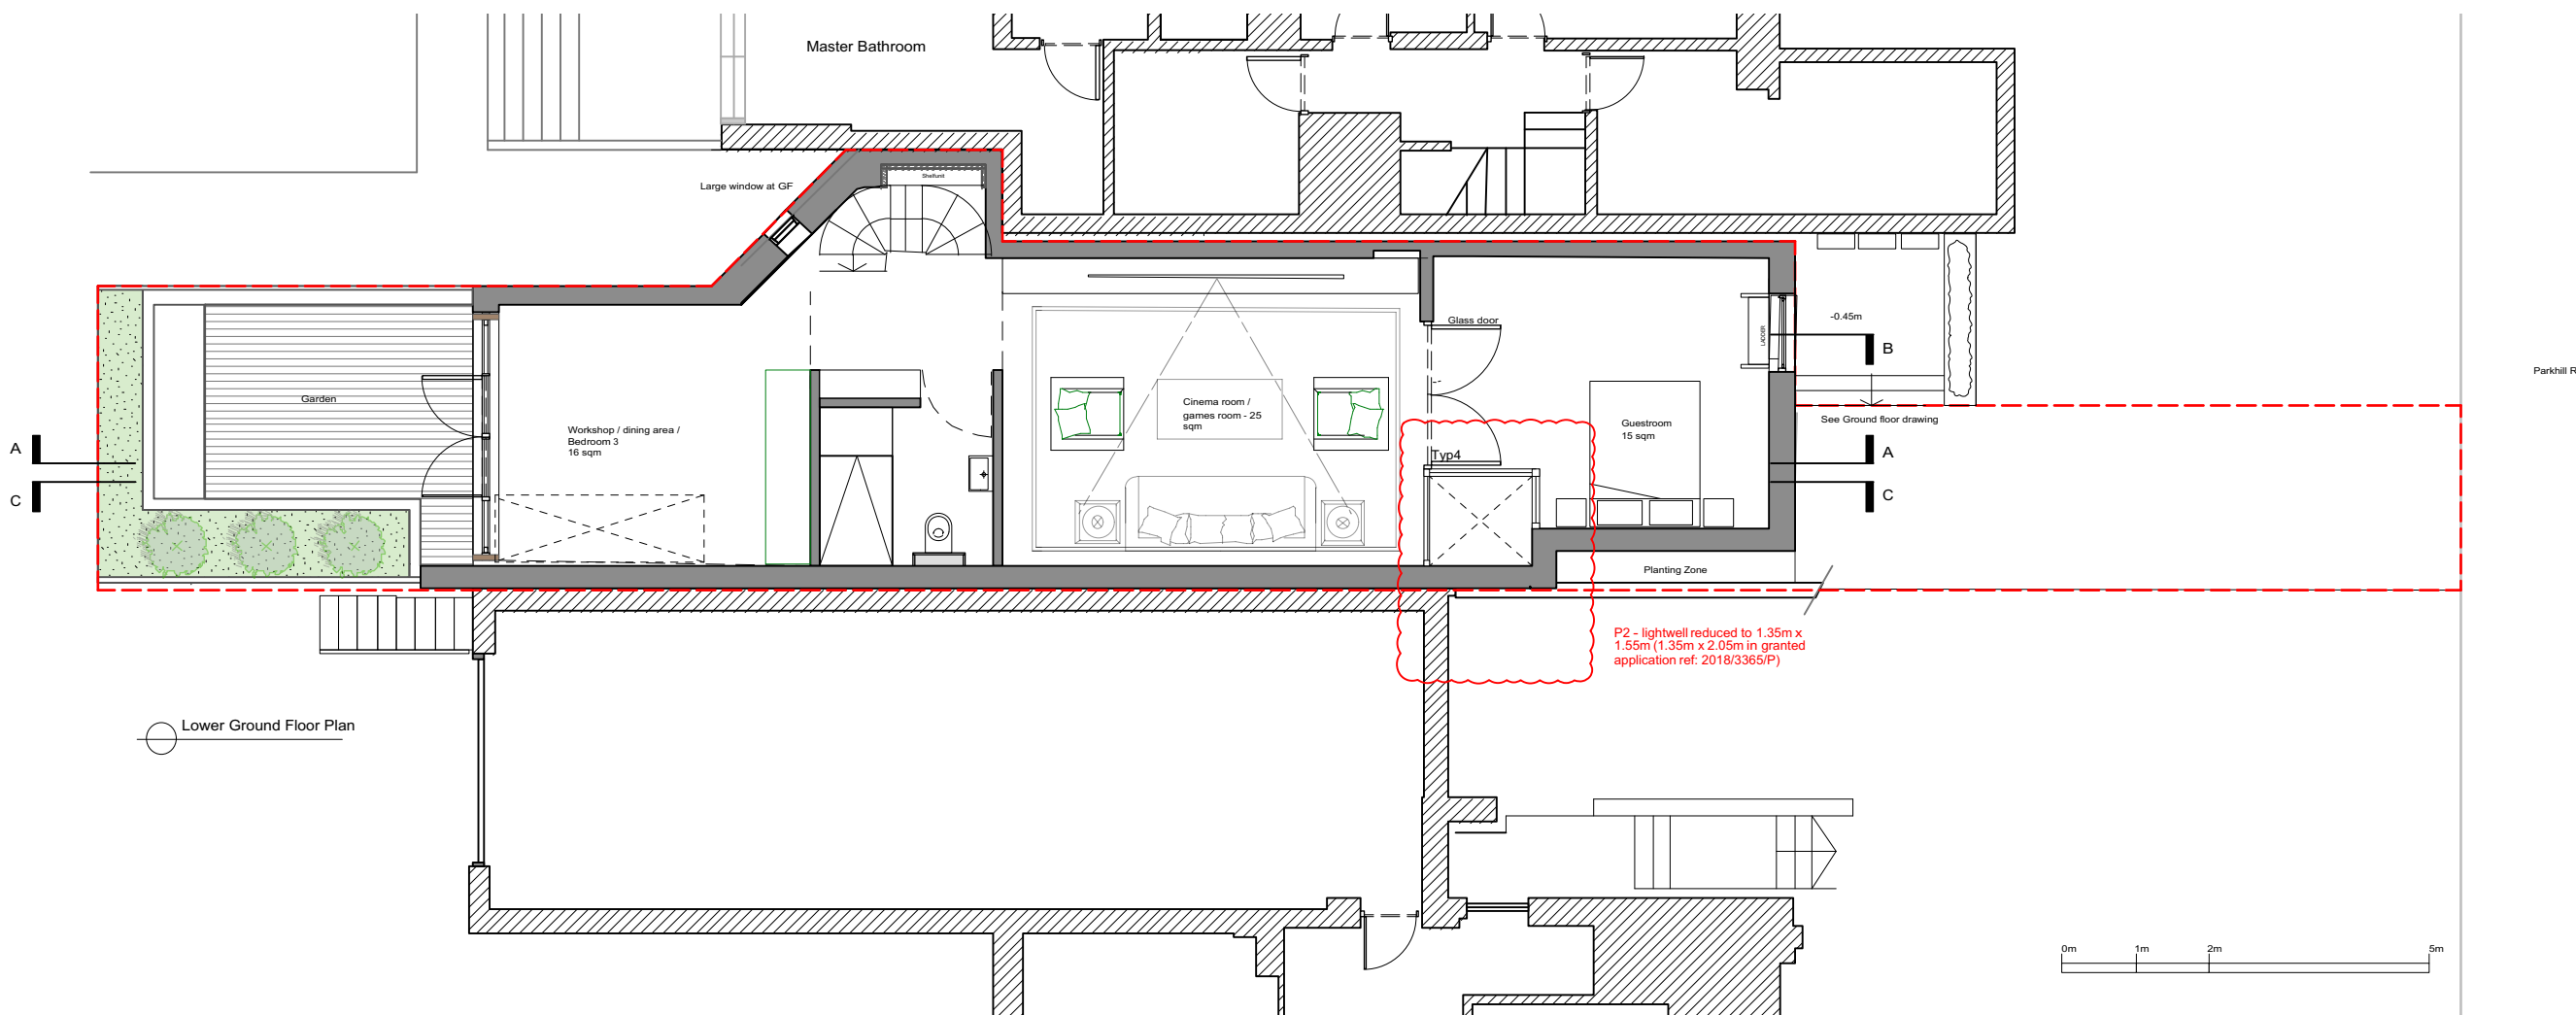 Master Bathroom
Large window at GF
Shelfunit
Glass door
LADDER
-0.45m
B
Parkhill R
Garden
Cinema room /
games room - 25
sqm
Workshop / dining area /
Bedroom 3
16 sqm
Guestroom
15 sqm
See Ground floor drawing
A
C
Typ4
A
C
Planting Zone
P2 - lightwell reduced to 1.35m x
1.55m (1.35m x 2.05m in granted
application ref: 2018/3365/P)
Lower Ground Floor Plan
0m 1m 2m 5m